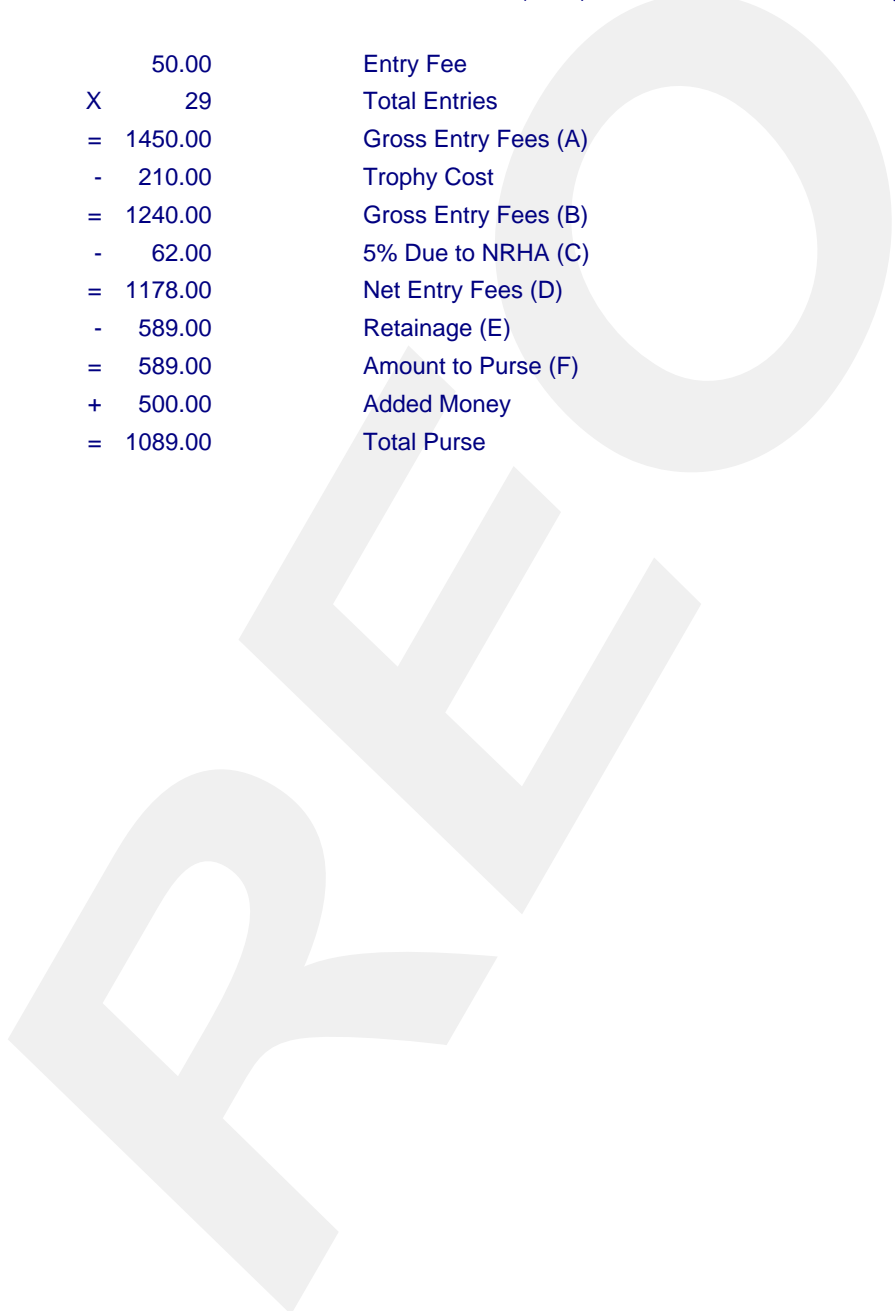 50.00 Entry Fee
X 29 Total Entries
= 1450.00 Gross Entry Fees (A)
- 210.00 Trophy Cost
= 1240.00 Gross Entry Fees (B)
- 62.00 5% Due to NRHA (C)
= 1178.00 Net Entry Fees (D)
- 589.00 Retainage (E)
= 589.00 Amount to Purse (F)
+ 500.00 Added Money
= 1089.00 Total Purse
REO